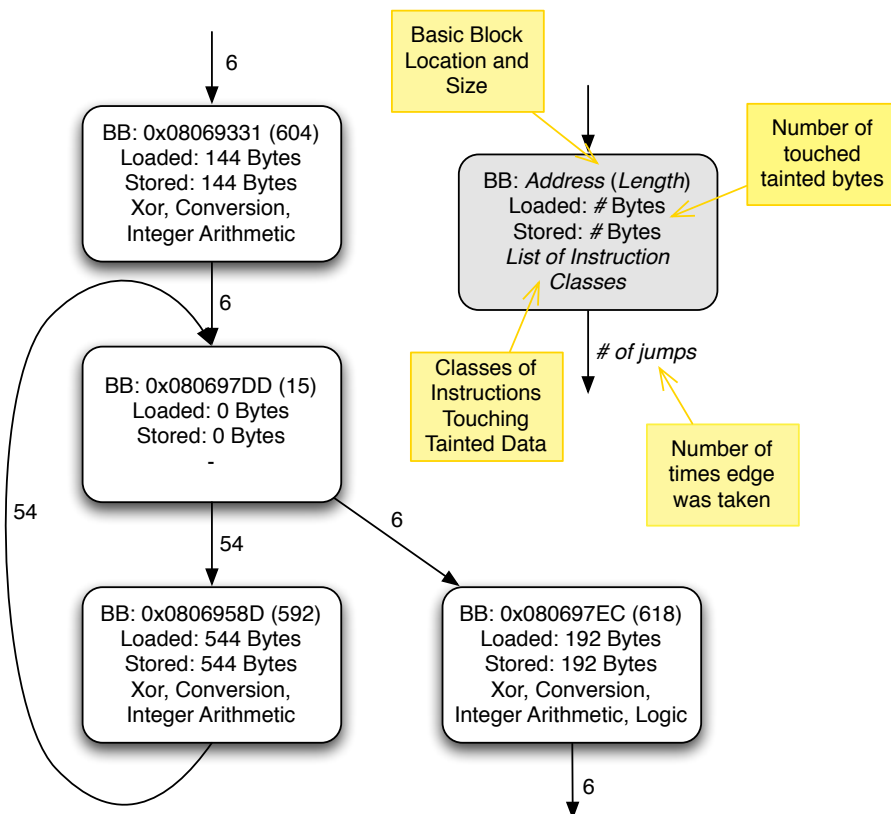 6
BB: 0x08069331 (604)
Loaded: 144 Bytes
Stored: 144 Bytes
Xor, Conversion,
Integer Arithmetic
6
BB: 0x080697DD (15)
Loaded: 0 Bytes
Stored: 0 Bytes
-
54
54
6
BB: 0x0806958D (592)
Loaded: 544 Bytes
Stored: 544 Bytes
Xor, Conversion,
Integer Arithmetic
BB: 0x080697EC (618)
Loaded: 192 Bytes
Stored: 192 Bytes
Xor, Conversion,
Integer Arithmetic, Logic
6
Basic Block
Location and
Size
BB: Address (Length)
Loaded: # Bytes
Stored: # Bytes
List of Instruction
Classes
Number of
touched
tainted bytes
# of jumps
Classes of
Instructions
Touching
Tainted Data
Number of
times edge
was taken